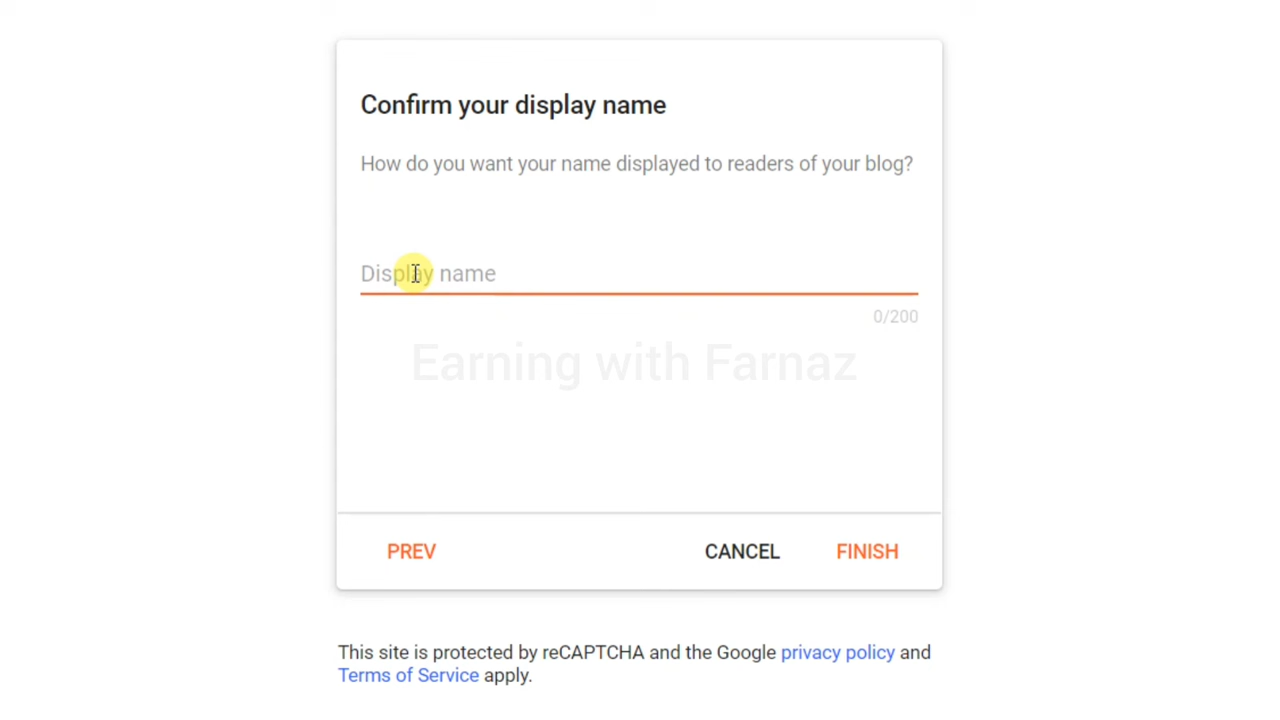 Confirm your display name
How do you want your name displayed to readers of your blog?
Display name
0/200
Earning with Farnaz
PREV
CANCEL
FINISH
This site is protected by reCAPTCHA and the Google privacy policy and
Terms of Service apply.